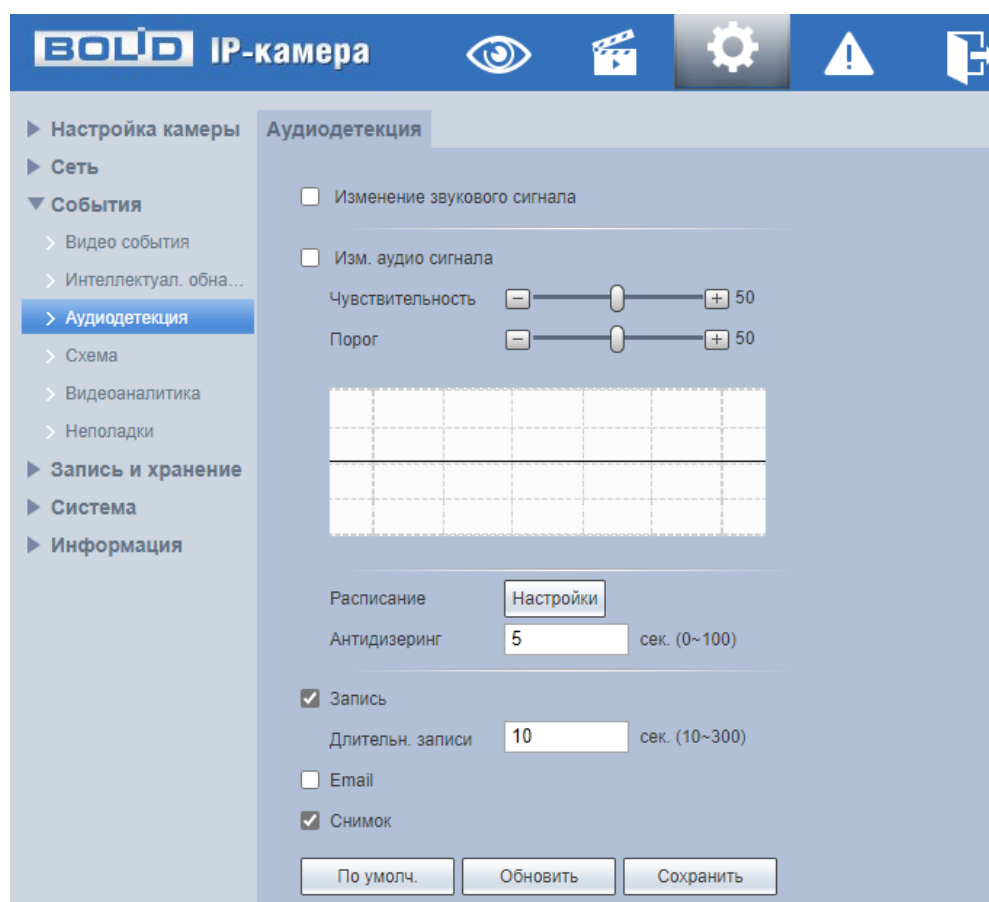 BOLID IP-камера
Настройка камеры
Сеть
События
Видео события
Интеллектуал. обна...
Аудиодетекция
Схема
Видеоаналитика
Неполадки
Запись и хранение
Система
Информация
Аудиодетекция
Изменение звукового сигнала
Изм. аудио сигнала
Чувствительность 50
Порог 50
Расписание Настройки
Антидизеринг 5 сек. (0~100)
Запись
Длительн. записи 10 сек. (10~300)
Email
Снимок
По умолч. Обновить Сохранить